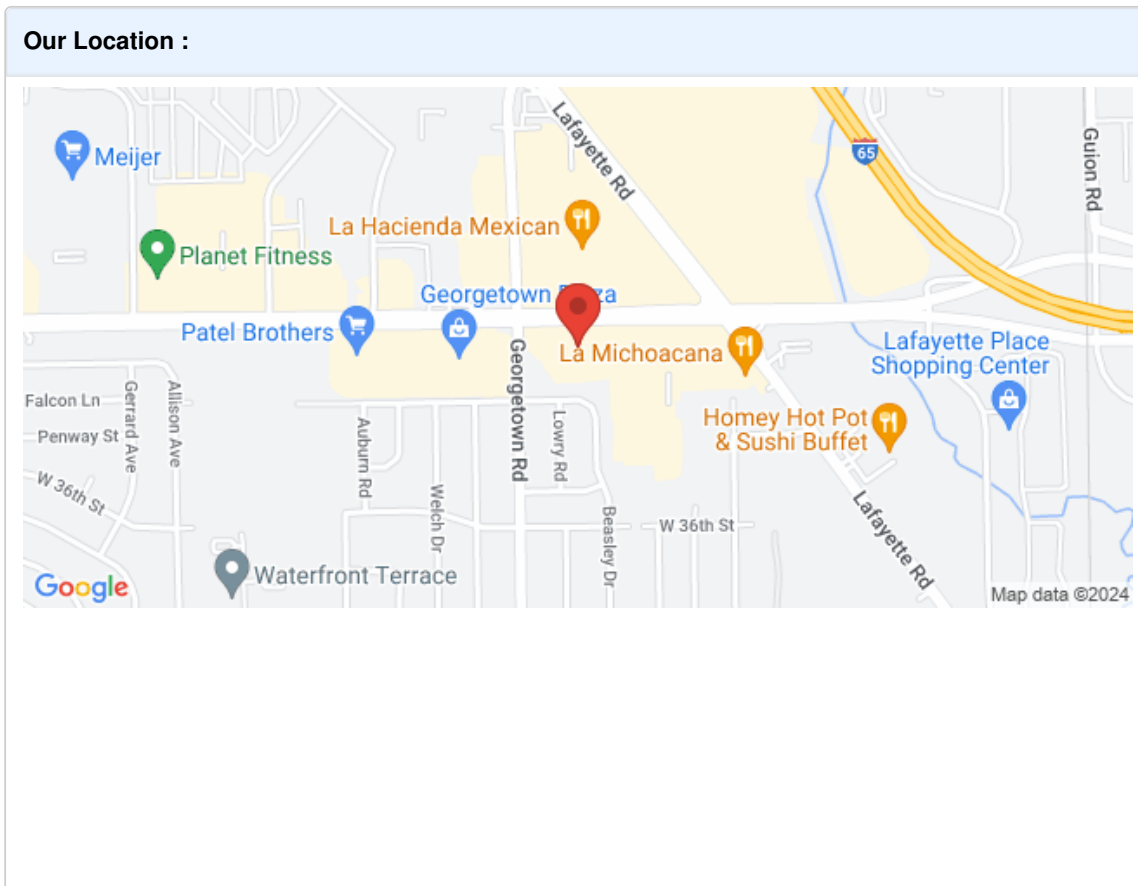 Our Location :
Lafayette Rd
65
Guion Rd
Meijer
La Hacienda Mexican
Planet Fitness
Georgetown Plaza
Patel Brothers
La Michoacana
Lafayette Place
Shopping Center
Georgetown Rd
Falcon Ln
Gerrard Ave
Allison Ave
Penway St
Auburn Rd
Lowry Rd
Homey Hot Pot
& Sushi Buffet
W 36th St
Welch Dr
Beasley Dr
W 36th St
Lafayette Rd
Waterfront Terrace
Google
Map data ©2024